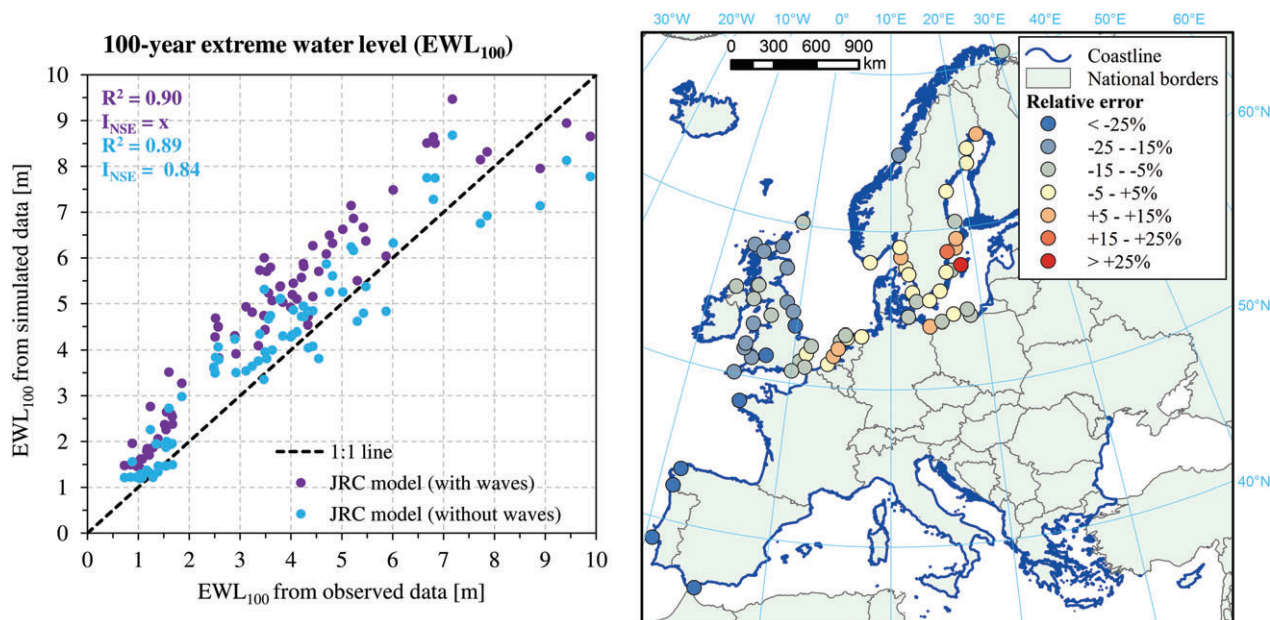 100-year extreme water level (EWL100)
10
9
8
7
6
5
4
3
2
1
0
EWL100 from simulated data [m]
R² = 0.90
INSE = x
R² = 0.89
INSE = 0.84
1:1 line
JRC model (with waves)
JRC model (without waves)
0 1 2 3 4 5 6 7 8 9 10
EWL100 from observed data [m]
30°W 20°W 10°W 0° 10°E 20°E 30°E 40°E 50°E 60°E
0 300 600 900
km
Coastline
National borders
Relative error
< -25%
-25 - -15%
-15 - -5%
-5 - +5%
+5 - +15%
+15 - +25%
> +25%
60°N
50°N
40°N